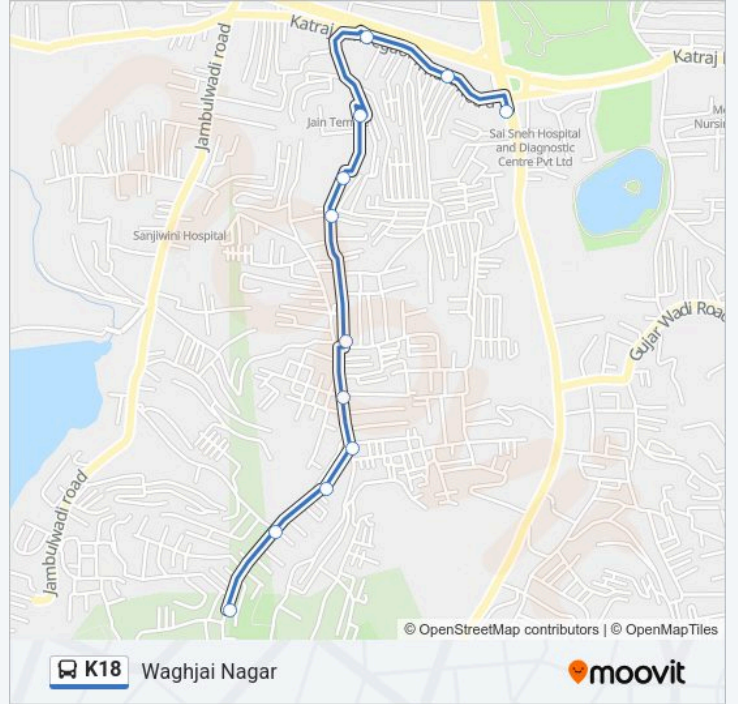 Jambulwadi road
Katraj
Katraj
Jain Tem
Sai Sneh Hospital
and Diagnostic
Centre Pvt Ltd
Sanjiwini Hospital
Gujar Wadi Road
Jambulwadi road
© OpenStreetMap contributors | © OpenMapTiles
K18 Waghjai Nagar
moovit